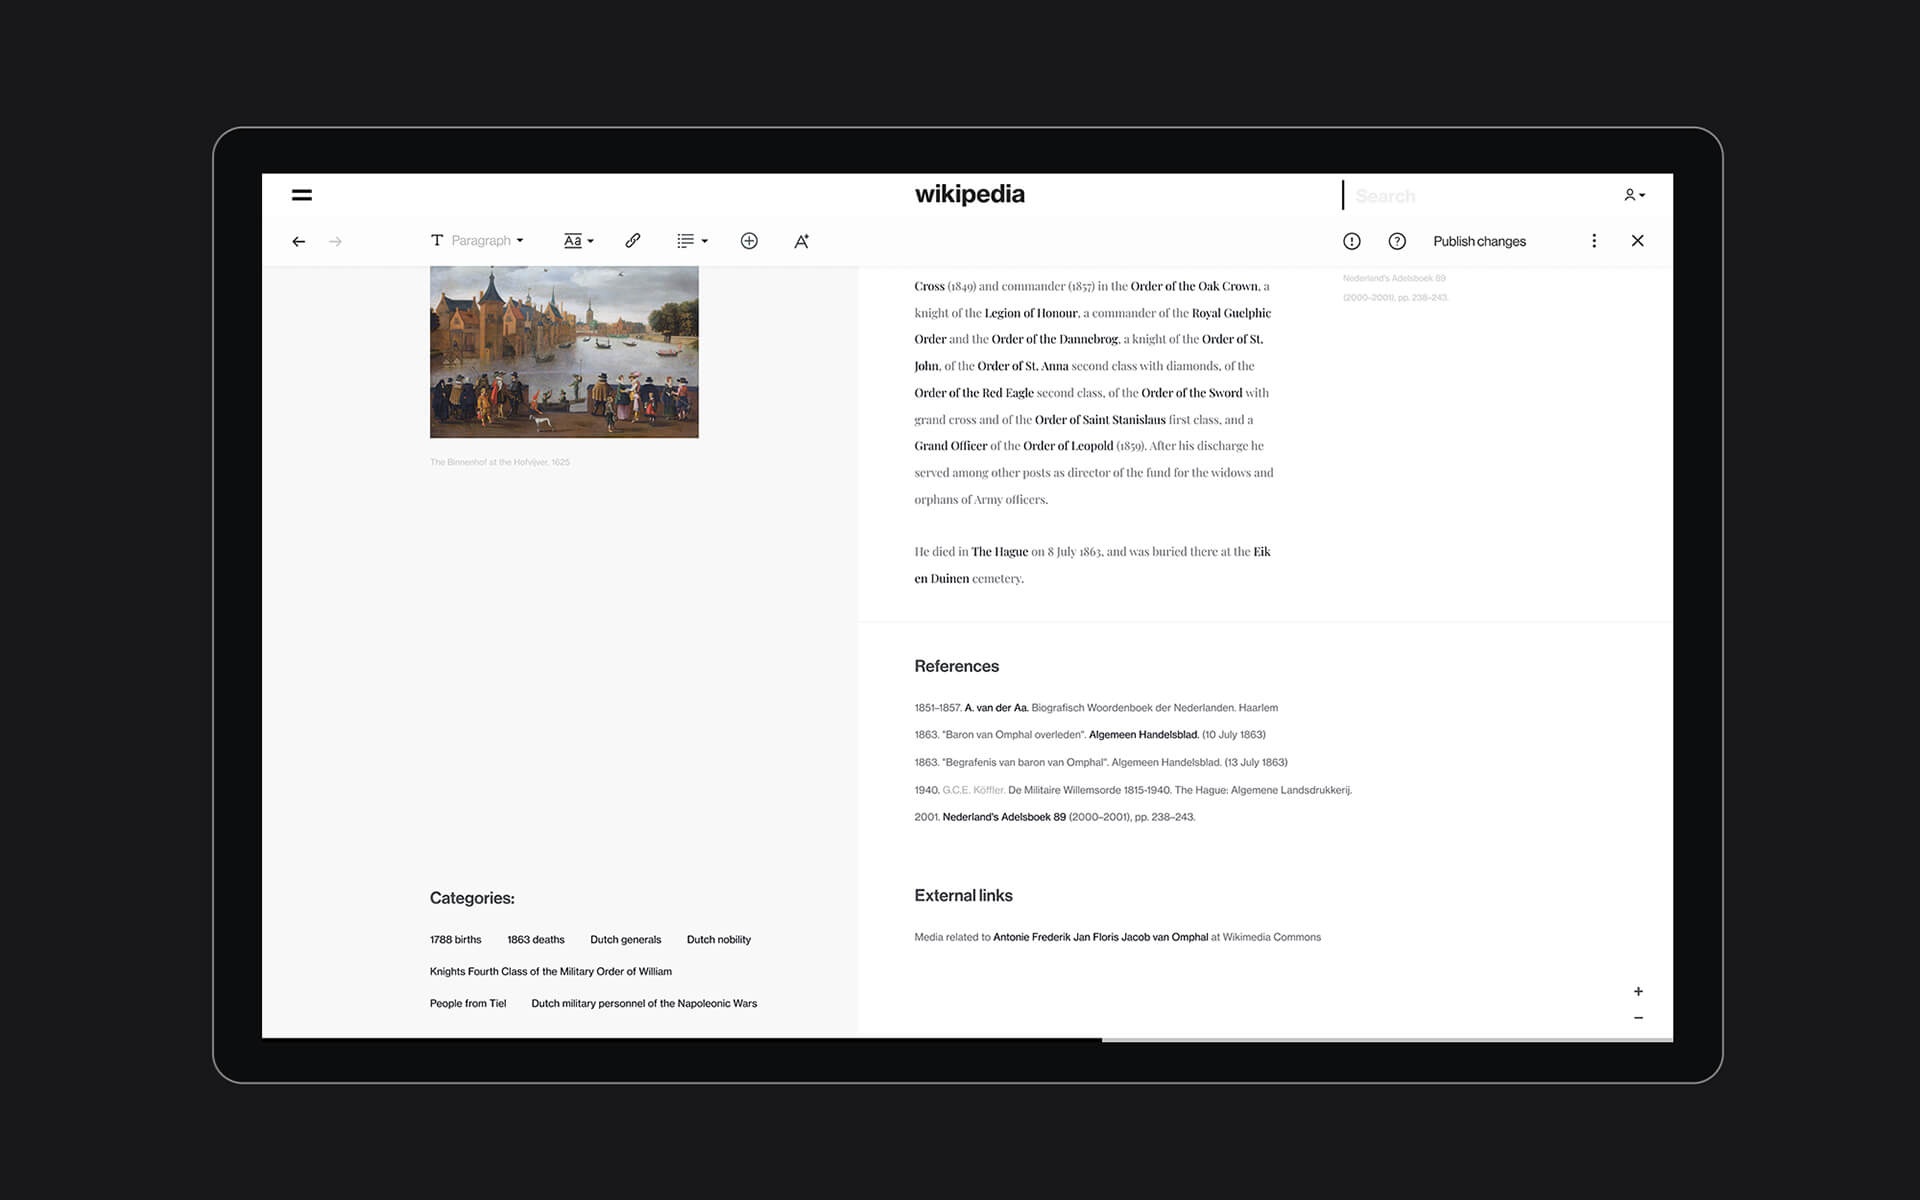 wikipedia
Search
Paragraph
Aa
Publish changes
The Binnenhof at the Hofvijver, 1625
Cross (1849) and commander (1857) in the Order of the Oak Crown, a
knight of the Legion of Honour, a commander of the Royal Guelphic
Order and the Order of the Dannebrog, a knight of the Order of St.
John, of the Order of St. Anna second class with diamonds, of the
Order of the Red Eagle second class, of the Order of the Sword with
grand cross and of the Order of Saint Stanislaus first class, and a
Grand Officer of the Order of Leopold (1859). After his discharge he
served among other posts as director of the fund for the widows and
orphans of Army officers.
He died in The Hague on 8 July 1863, and was buried there at the Eik
en Duinen cemetery.
Nederland's Adelsboek 89
(2000–2001), pp. 238–243.
References
1851–1857. A. van der Aa. Biografisch Woordenboek der Nederlanden. Haarlem
1863. "Baron van Omphal overleden". Algemeen Handelsblad. (10 July 1863)
1863. "Begrafenis van baron van Omphal". Algemeen Handelsblad. (13 July 1863)
1940. G.C.E. Köffler. De Militaire Willemsorde 1815-1940. The Hague: Algemene Landsdrukkerij.
2001. Nederland's Adelsboek 89 (2000–2001), pp. 238–243.
Categories:
1788 births 1863 deaths Dutch generals Dutch nobility
Knights Fourth Class of the Military Order of William
People from Tiel Dutch military personnel of the Napoleonic Wars
External links
Media related to Antonie Frederik Jan Floris Jacob van Omphal at Wikimedia Commons